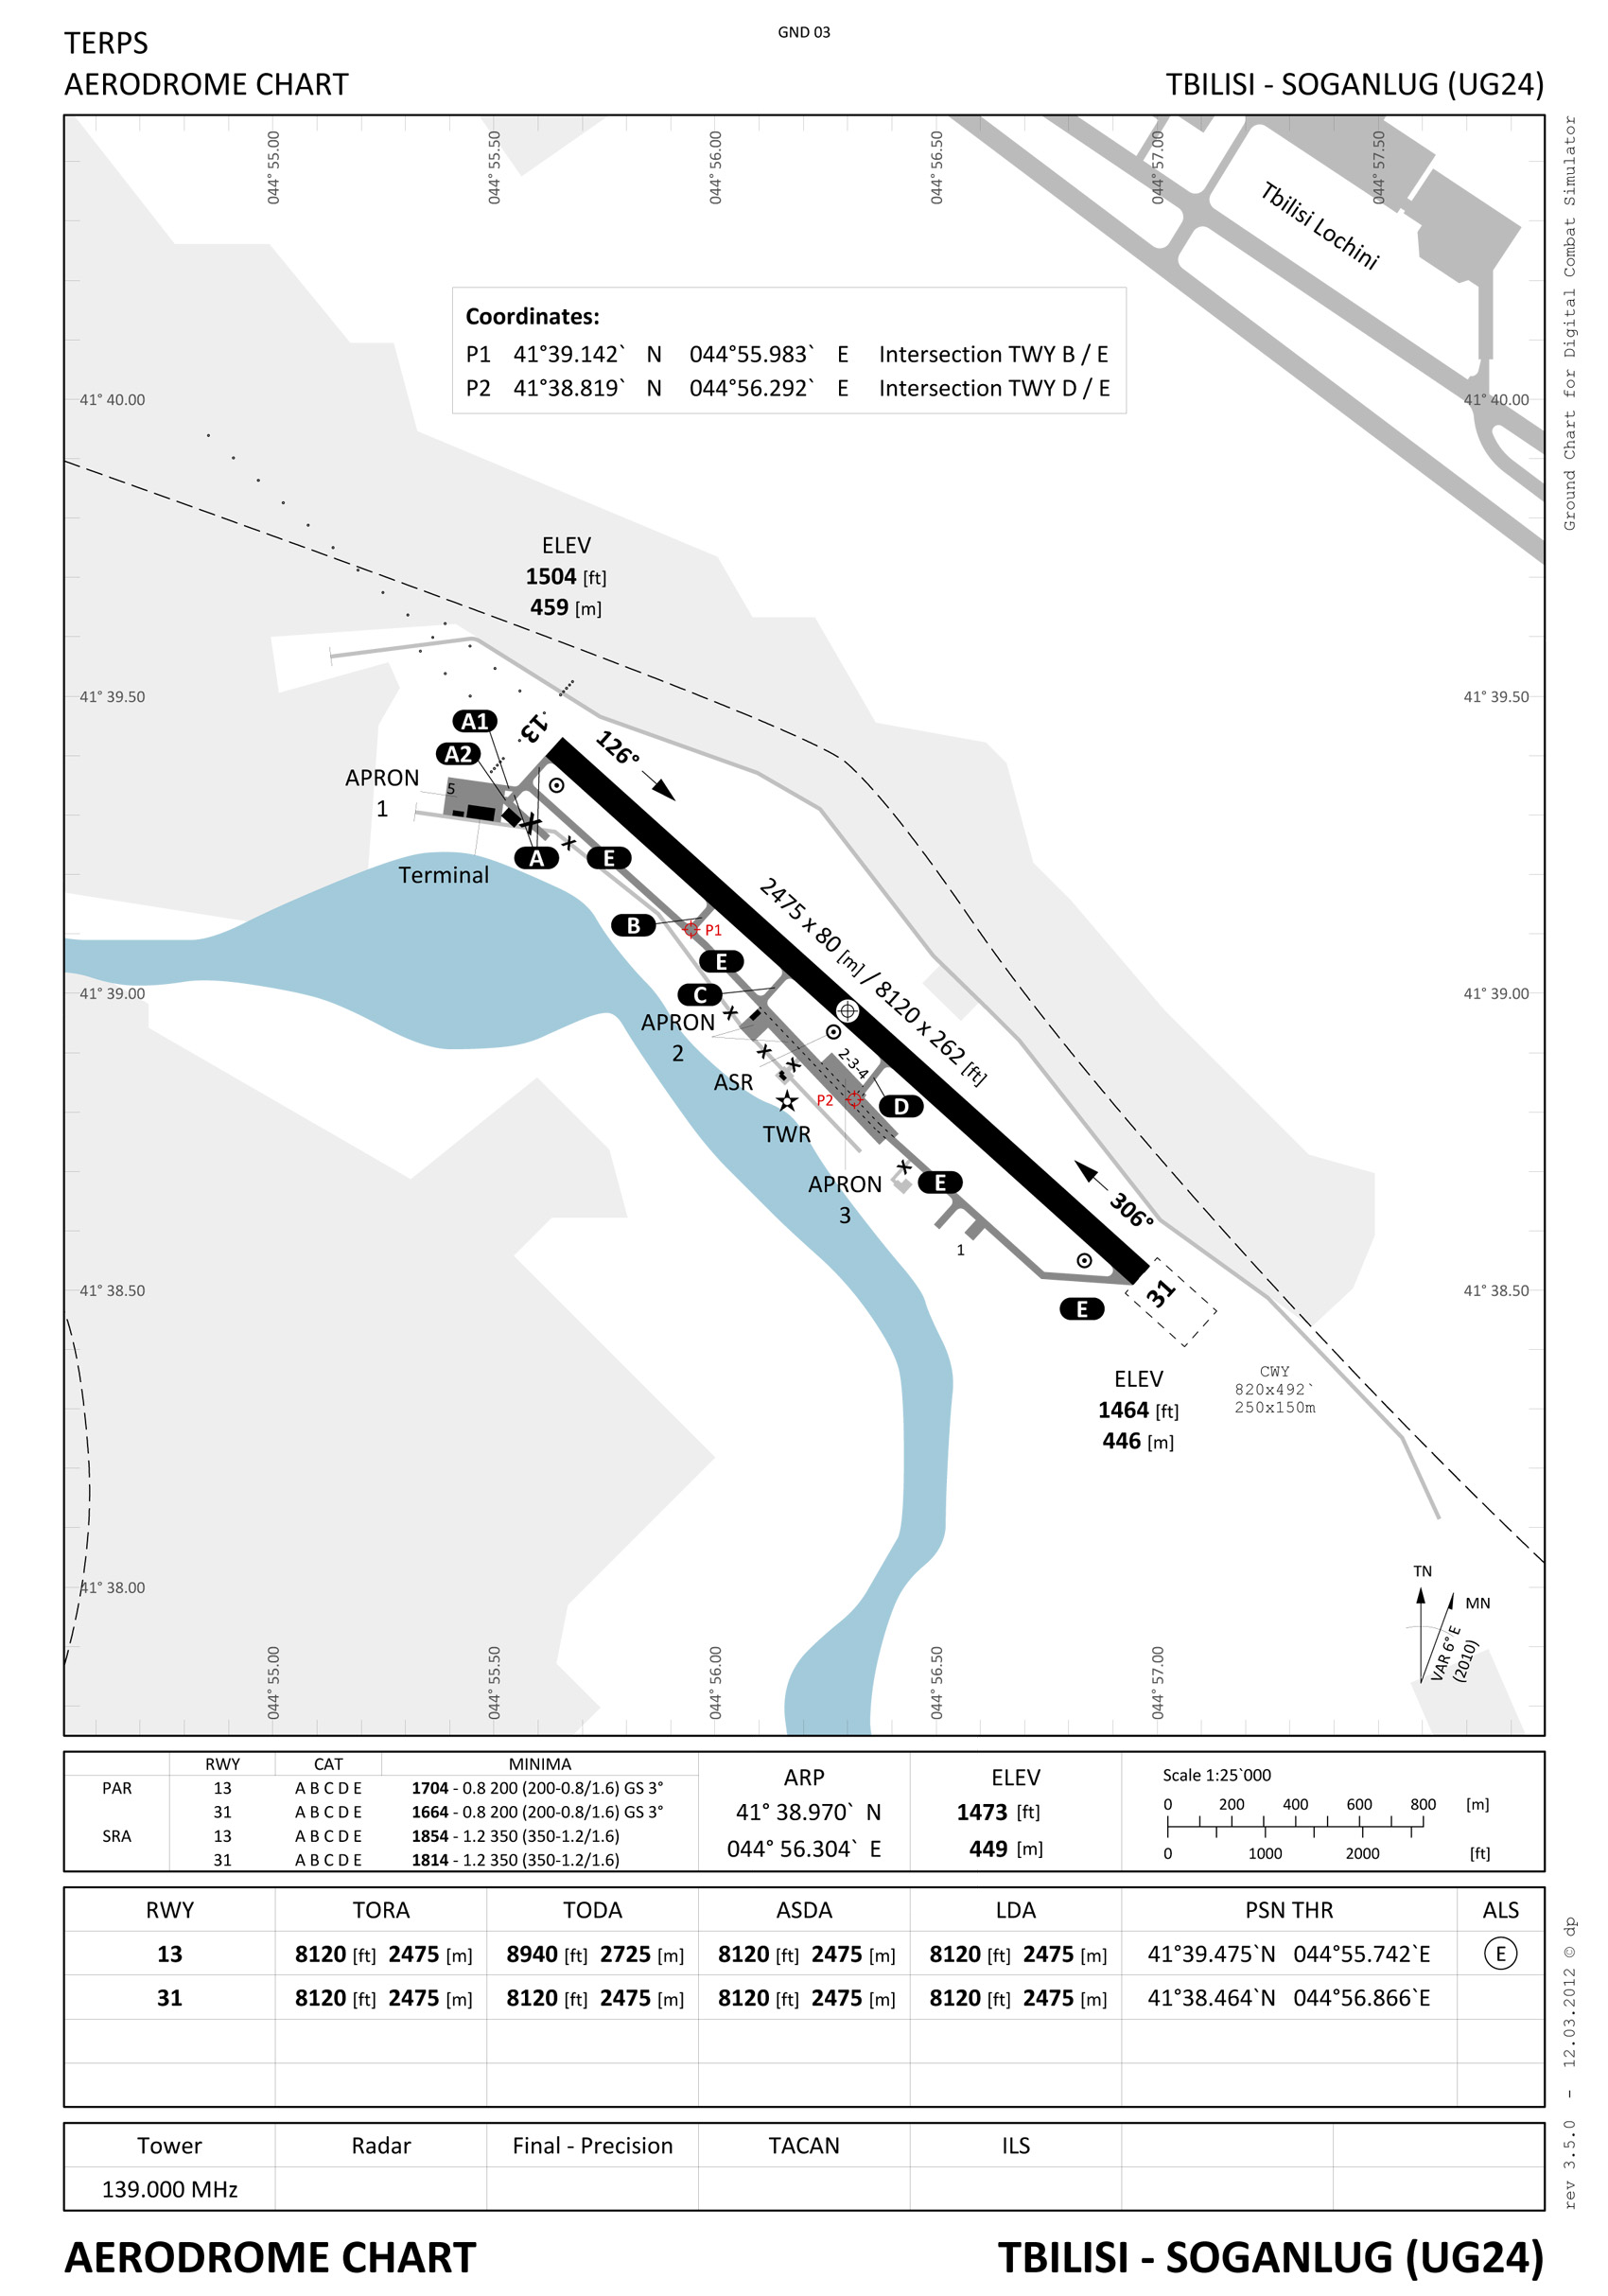 GND 03
TERPS
AERODROME CHART
TBILISI - SOGANLUG (UG24)
Ground Chart for Digital Combat Simulator
044° 55.00
044° 55.50
044° 56.00
044° 56.50
044° 57.00
044° 57.50
Tbilisi Lochini
Coordinates:
P1 41°39.142` N 044°55.983` E Intersection TWY B / E
P2 41°38.819` N 044°56.292` E Intersection TWY D / E
41° 40.00
41° 40.00
ELEV
1504 [ft]
459 [m]
41° 39.50
41° 39.50
A1
13
126°
A2
APRON
1
5
A
E
Terminal
2475 x 80 [m] / 8120 x 262 [ft]
B
P1
E
41° 39.00
C
41° 39.00
APRON
2
2-3-4
ASR
P2
D
TWR
APRON
3
E
306°
1
31
41° 38.50
41° 38.50
E
ELEV
1464 [ft]
446 [m]
CWY
820x492`
250x150m
41° 38.00
TN
MN
VAR 6° E
(2010)
044° 55.00
044° 55.50
044° 56.00
044° 56.50
044° 57.00
RWY CAT MINIMA
PAR 13 A B C D E 1704 - 0.8 200 (200-0.8/1.6) GS 3°
31 A B C D E 1664 - 0.8 200 (200-0.8/1.6) GS 3°
SRA 13 A B C D E 1854 - 1.2 350 (350-1.2/1.6)
31 A B C D E 1814 - 1.2 350 (350-1.2/1.6)
ARP
41° 38.970` N
044° 56.304` E
ELEV
1473 [ft]
449 [m]
Scale 1:25`000
0 200 400 600 800 [m]
0 1000 2000 [ft]
RWY TORA TODA ASDA LDA PSN THR ALS
13 8120 [ft] 2475 [m] 8940 [ft] 2725 [m] 8120 [ft] 2475 [m] 8120 [ft] 2475 [m] 41°39.475`N 044°55.742`E E
31 8120 [ft] 2475 [m] 8120 [ft] 2475 [m] 8120 [ft] 2475 [m] 8120 [ft] 2475 [m] 41°38.464`N 044°56.866`E
Tower Radar Final - Precision TACAN ILS
139.000 MHz
rev 3.5.0 - 12.03.2012 © dp
AERODROME CHART
TBILISI - SOGANLUG (UG24)